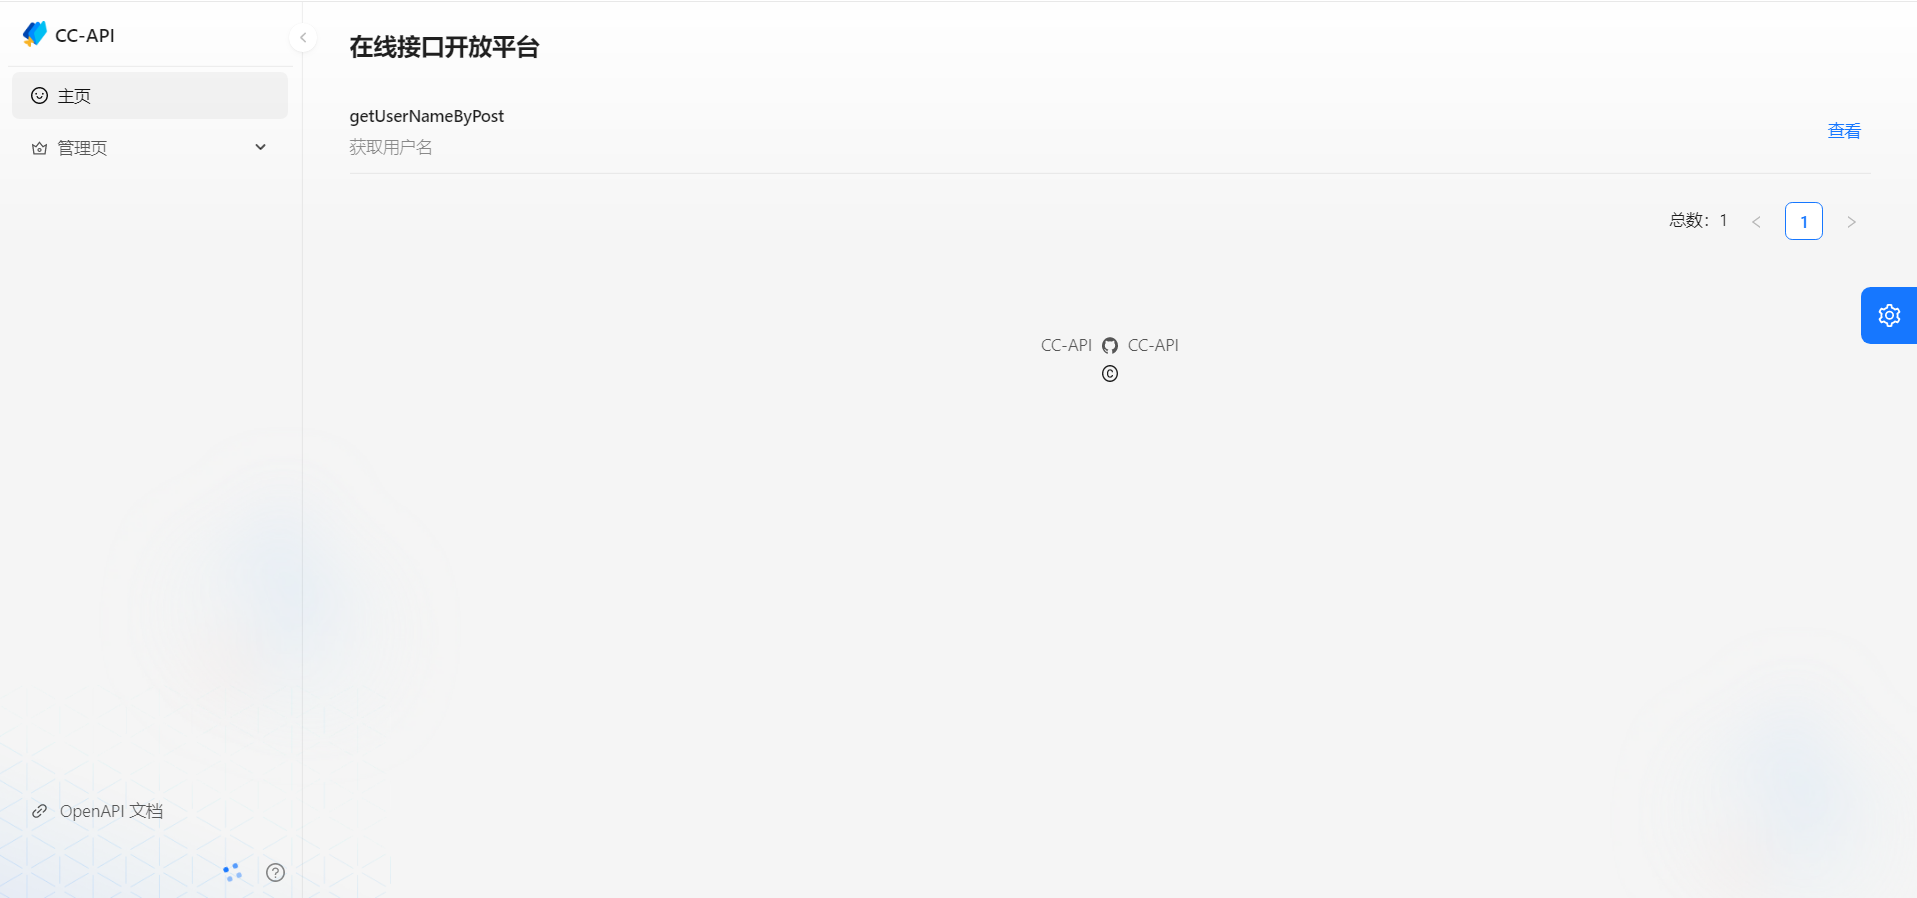 CC-API
主页
管理页
OpenAPI 文档
在线接口开放平台
getUserNameByPost
获取用户名
查看
总数：1
1
CC-API CC-API
©